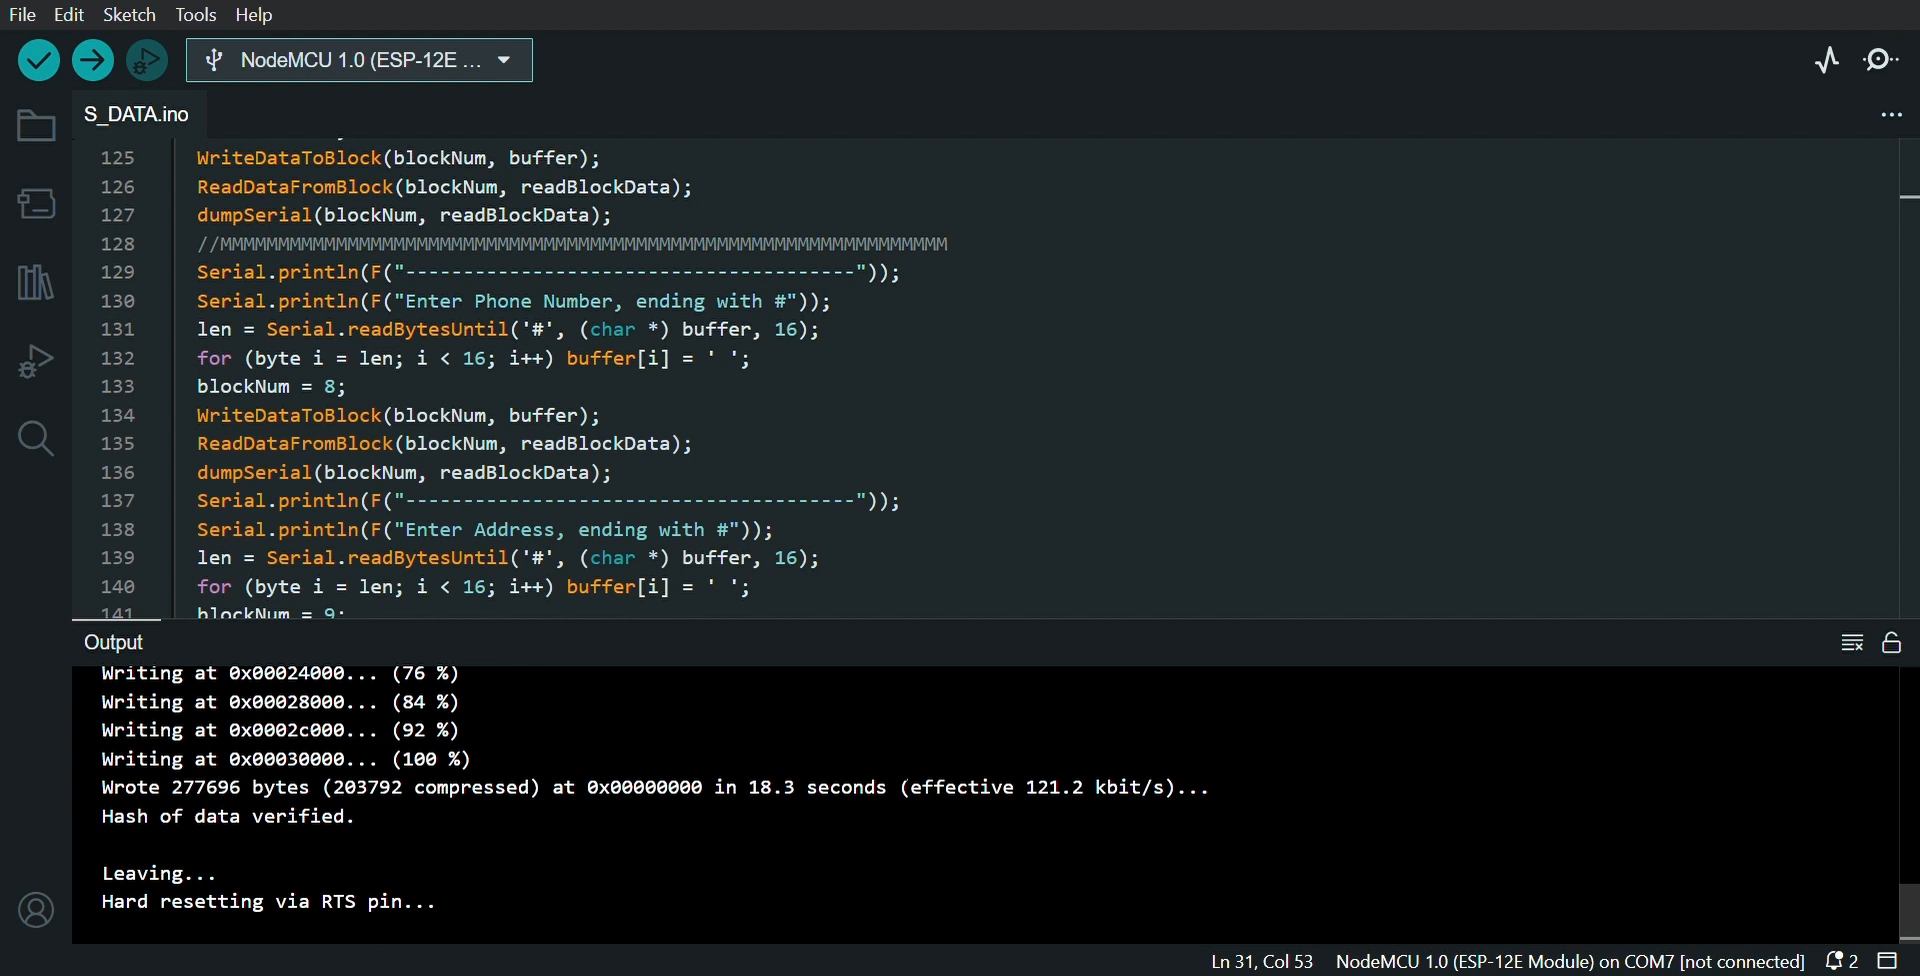 File Edit Sketch Tools Help
NodeMCU 1.0 (ESP-12E ...
S_DATA.ino
125 WriteDataToBlock(blockNum, buffer);
126 ReadDataFromBlock(blockNum, readBlockData);
127 dumpSerial(blockNum, readBlockData);
128 //MMMMMMMMMMMMMMMMMMMMMMMMMMMMMMMMMMMMMMMMMMMMMMMMMMMMMMMMMMMMMMM
129 Serial.println(F("---------------------------------------"));
130 Serial.println(F("Enter Phone Number, ending with #"));
131 len = Serial.readBytesUntil('#', (char *) buffer, 16);
132 for (byte i = len; i < 16; i++) buffer[i] = ' ';
133 blockNum = 8;
134 WriteDataToBlock(blockNum, buffer);
135 ReadDataFromBlock(blockNum, readBlockData);
136 dumpSerial(blockNum, readBlockData);
137 Serial.println(F("---------------------------------------"));
138 Serial.println(F("Enter Address, ending with #"));
139 len = Serial.readBytesUntil('#', (char *) buffer, 16);
140 for (byte i = len; i < 16; i++) buffer[i] = ' ';
141 blockNum = 9;
Output
Writing at 0x00024000... (76 %)
Writing at 0x00028000... (84 %)
Writing at 0x0002c000... (92 %)
Writing at 0x00030000... (100 %)
Wrote 277696 bytes (203792 compressed) at 0x00000000 in 18.3 seconds (effective 121.2 kbit/s)...
Hash of data verified.
Leaving...
Hard resetting via RTS pin...
Ln 31, Col 53 NodeMCU 1.0 (ESP-12E Module) on COM7 [not connected] 2